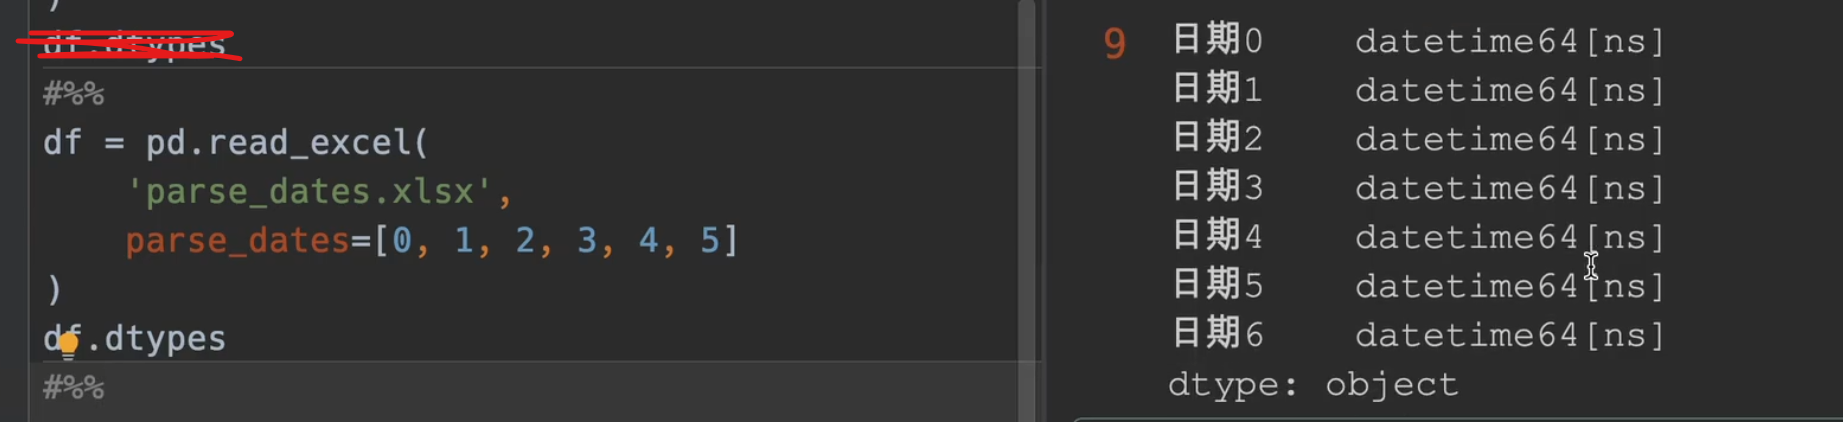 )
df.dtypes
#%%
df = pd.read_excel(
    'parse_dates.xlsx',
    parse_dates=[0, 1, 2, 3, 4, 5]
)
df.dtypes
#%%
9 日期0    datetime64[ns]
日期1    datetime64[ns]
日期2    datetime64[ns]
日期3    datetime64[ns]
日期4    datetime64[ns]
日期5    datetime64[ns]
日期6    datetime64[ns]
dtype: object